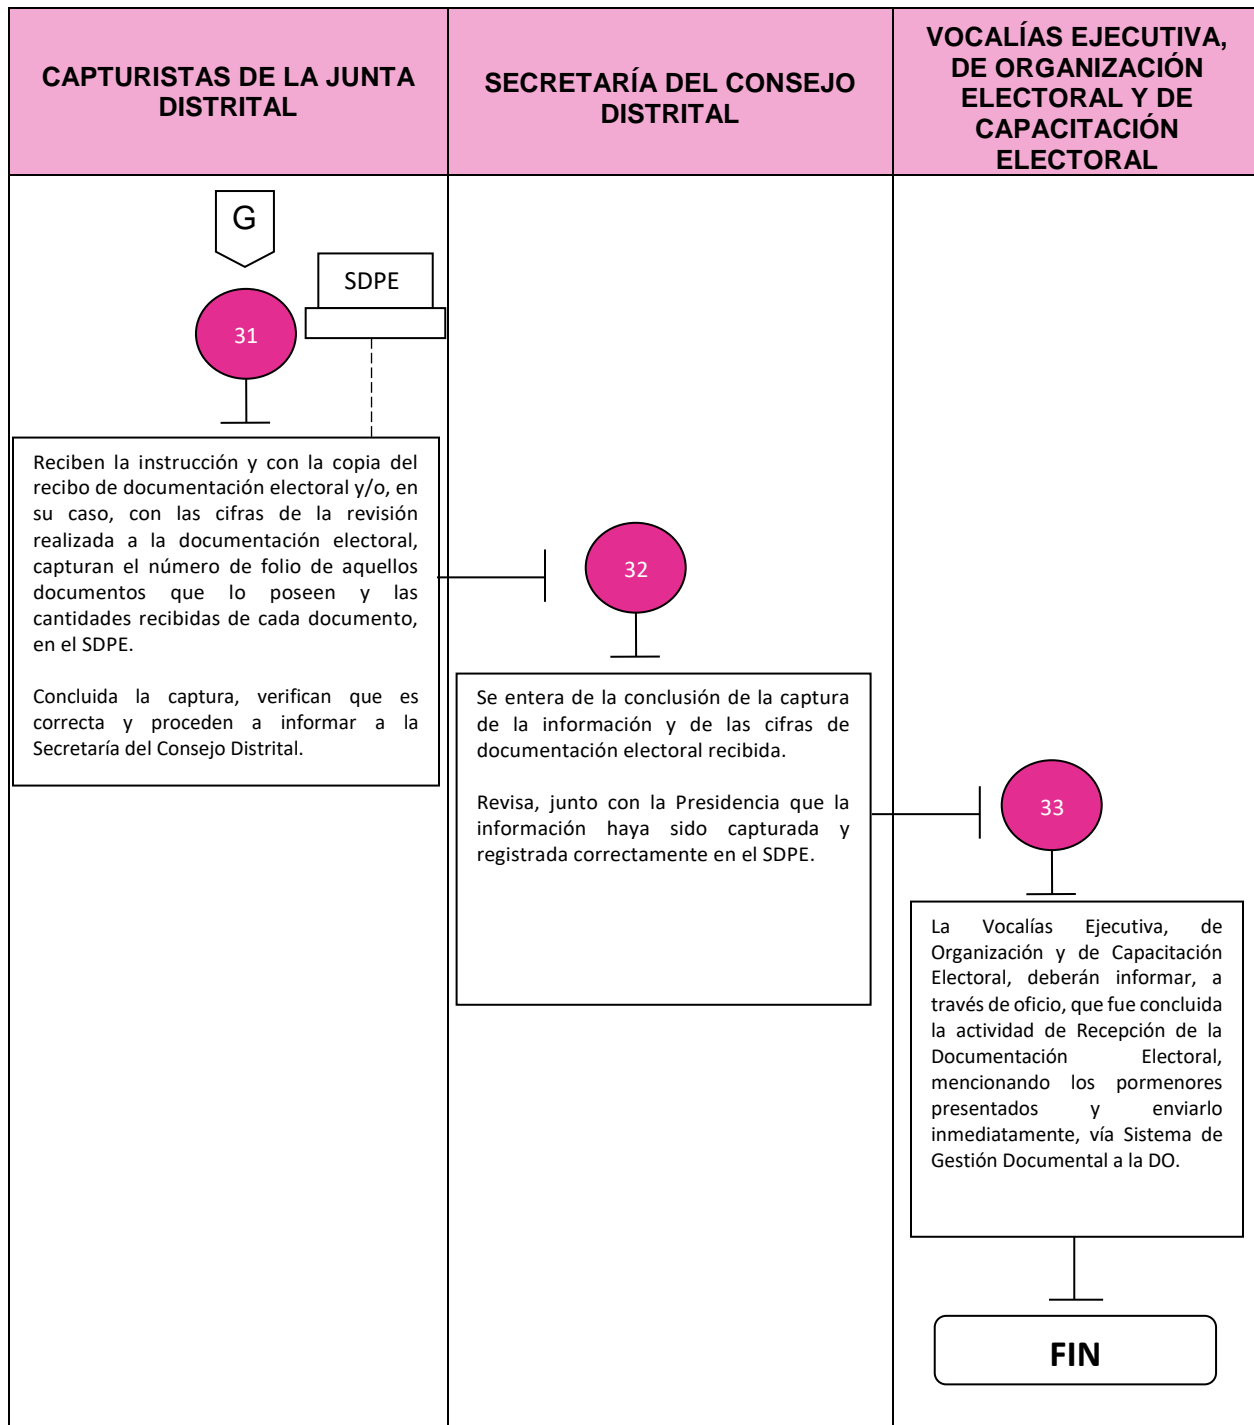 CAPTURISTAS DE LA JUNTA
DISTRITAL
SECRETARÍA DEL CONSEJO
DISTRITAL
VOCALÍAS EJECUTIVA,
DE ORGANIZACIÓN
ELECTORAL Y DE
CAPACITACIÓN
ELECTORAL
G
SDPE
31
Reciben la instrucción y con la copia del
recibo de documentación electoral y/o, en
su caso, con las cifras de la revisión
realizada a la documentación electoral,
capturan el número de folio de aquellos
documentos que lo poseen y las
cantidades recibidas de cada documento,
en el SDPE.
Concluida la captura, verifican que es
correcta y proceden a informar a la
Secretaría del Consejo Distrital.
32
Se entera de la conclusión de la captura
de la información y de las cifras de
documentación electoral recibida.
Revisa, junto con la Presidencia que la
información haya sido capturada y
registrada correctamente en el SDPE.
33
La Vocalías Ejecutiva, de
Organización y de Capacitación
Electoral, deberán informar, a
través de oficio, que fue concluida
la actividad de Recepción de la
Documentación Electoral,
mencionando los pormenores
presentados y enviarlo
inmediatamente, vía Sistema de
Gestión Documental a la DO.
FIN